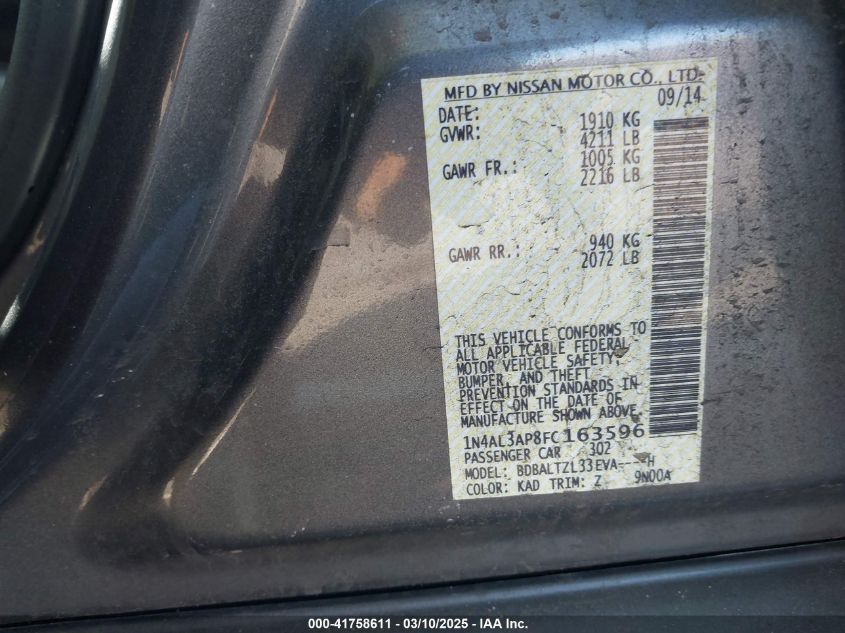 MFD BY NISSAN MOTOR CO., LTD.
DATE: 09/14
GVWR: 1910 KG
4211 LB
GAWR FR.: 1005 KG
2216 LB
GAWR RR.: 940 KG
2072 LB
THIS VEHICLE CONFORMS TO
ALL APPLICABLE FEDERAL
MOTOR VEHICLE SAFETY,
BUMPER, AND THEFT
PREVENTION STANDARDS IN
EFFECT ON THE DATE OF
MANUFACTURE SHOWN ABOVE.
1N4AL3AP8FC163596
PASSENGER CAR 302
MODEL: BDBALTZL33EVA----H
COLOR: KAD TRIM: Z 9N00A
000-41758611 - 03/10/2025 - © IAA, LLC